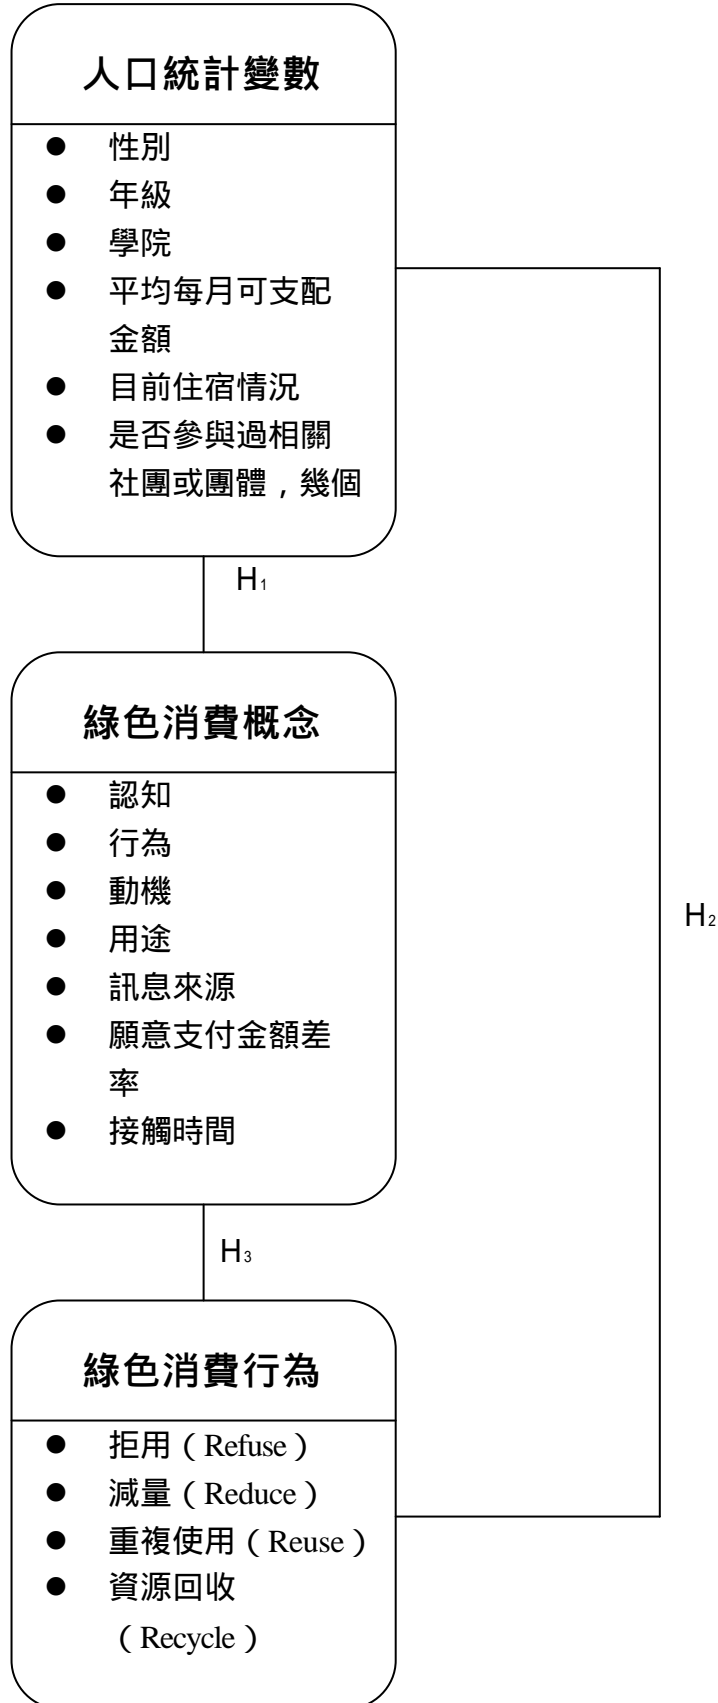 人口統計變數
● 性別
● 年級
● 學院
● 平均每月可支配
金額
● 目前住宿情況
● 是否參與過相關
社團或團體，幾個
H₁
綠色消費概念
● 認知
● 行為
● 動機
● 用途
● 訊息來源
● 願意支付金額差
率
● 接觸時間
H₂
H₃
綠色消費行為
● 拒用（Refuse）
● 減量（Reduce）
● 重複使用（Reuse）
● 資源回收
（Recycle）